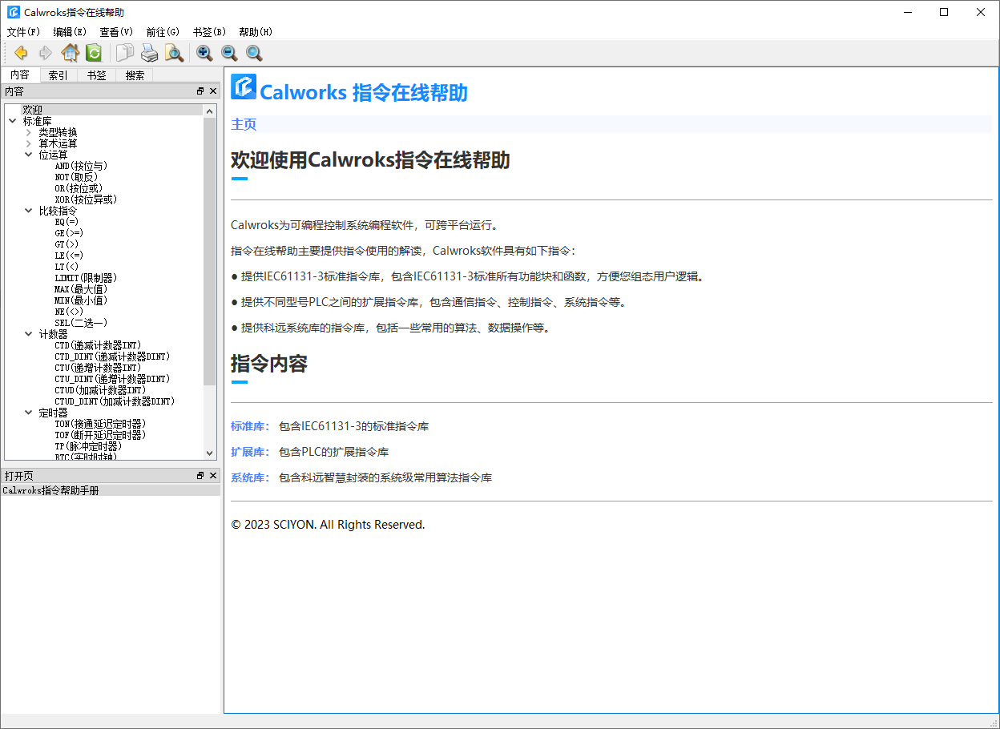 Calwroks指令在线帮助
文件(F) 编辑(E) 查看(V) 前往(G) 书签(B) 帮助(H)
内容 索引 书签 搜索
内容
欢迎
标准库
类型转换
算术运算
位运算
AND(按位与)
NOT(取反)
OR(按位或)
XOR(按位异或)
比较指令
EQ(=)
GE(>=)
GT(>)
LE(<=)
LT(<)
LIMIT(限制器)
MAX(最大值)
MIN(最小值)
NE(<>)
SEL(二选一)
计数器
CTD(递减计数器INT)
CTD_DINT(递减计数器DINT)
CTU(递增计数器INT)
CTU_DINT(递增计数器DINT)
CTUD(加减计数器INT)
CTUD_DINT(加减计数器DINT)
定时器
TON(接通延迟定时器)
TOF(断开延迟定时器)
TP(脉冲定时器)
RTC(实时时钟)
打开页
Calwroks指令帮助手册
Calworks 指令在线帮助
主页
欢迎使用Calwroks指令在线帮助
Calwroks为可编程控制系统编程软件，可跨平台运行。
指令在线帮助主要提供指令使用的解读，Calwroks软件具有如下指令：
● 提供IEC61131-3标准指令库，包含IEC61131-3标准所有功能块和函数，方便您组态用户逻辑。
● 提供不同型号PLC之间的扩展指令库，包含通信指令、控制指令、系统指令等。
● 提供科远系统库的指令库，包括一些常用的算法、数据操作等。
指令内容
标准库： 包含IEC61131-3的标准指令库
扩展库： 包含PLC的扩展指令库
系统库： 包含科远智慧封装的系统级常用算法指令库
© 2023 SCIYON. All Rights Reserved.